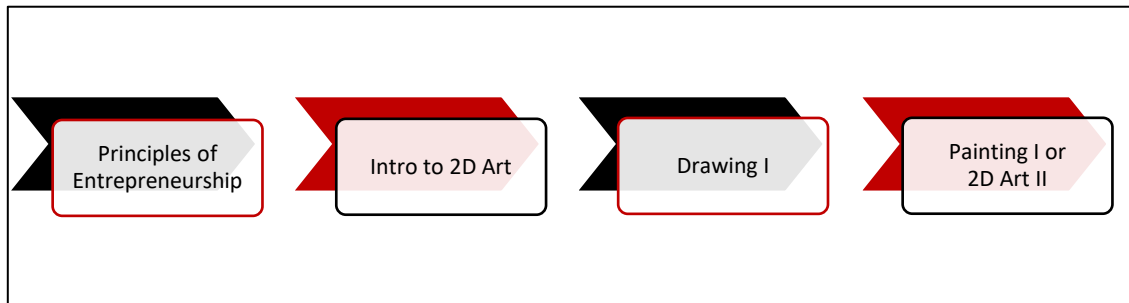 Principles of
Entrepreneurship
Intro to 2D Art
Drawing I
Painting I or
2D Art II